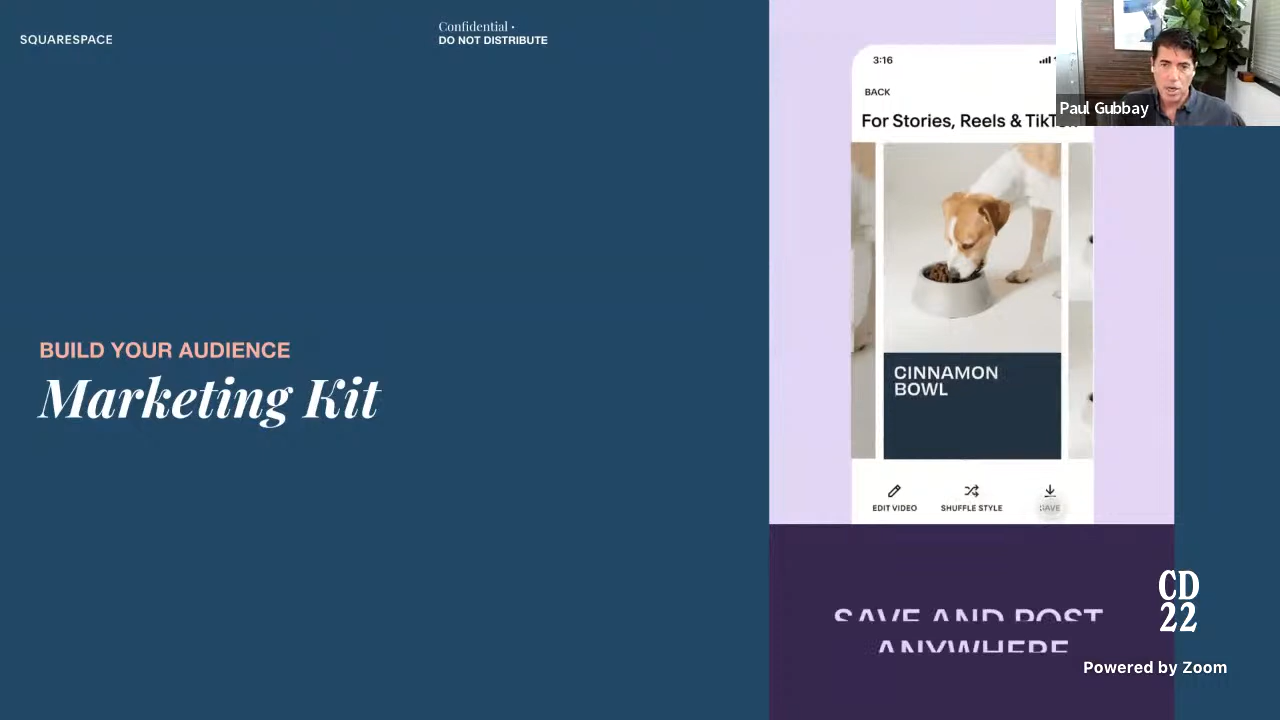 SQUARESPACE
Confidential •
DO NOT DISTRIBUTE
BUILD YOUR AUDIENCE
Marketing Kit
3:16
BACK
For Stories, Reels & TikTok
CINNAMON
BOWL
EDIT VIDEO
SHUFFLE STYLE
SAVE
SAVE AND POST
ANYWHERE
Paul Gubbay
CD
22
Powered by Zoom